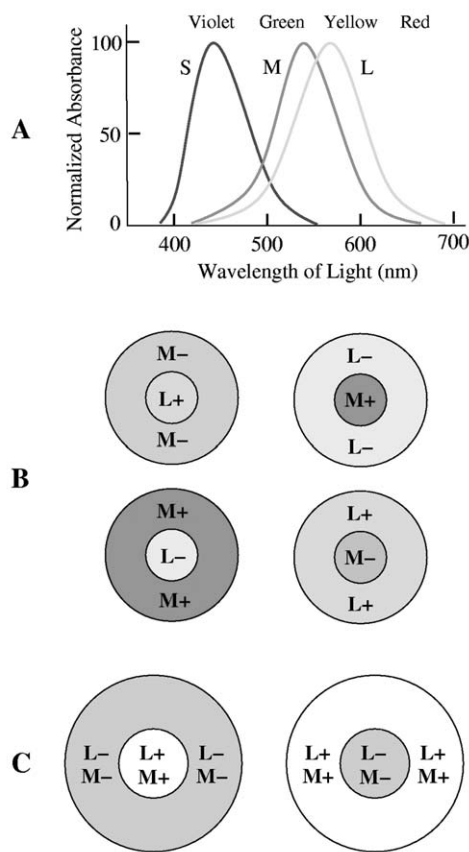 Violet Green Yellow Red
100
S M L
A
Normalized Absorbance
50
0
400 500 600 700
Wavelength of Light (nm)
M− L−
L+ M+
M− L−
B
M+ L+
L− M−
M+ L+
C
L− L+ L− L+ L− L+
M− M+ M− M+ M− M+